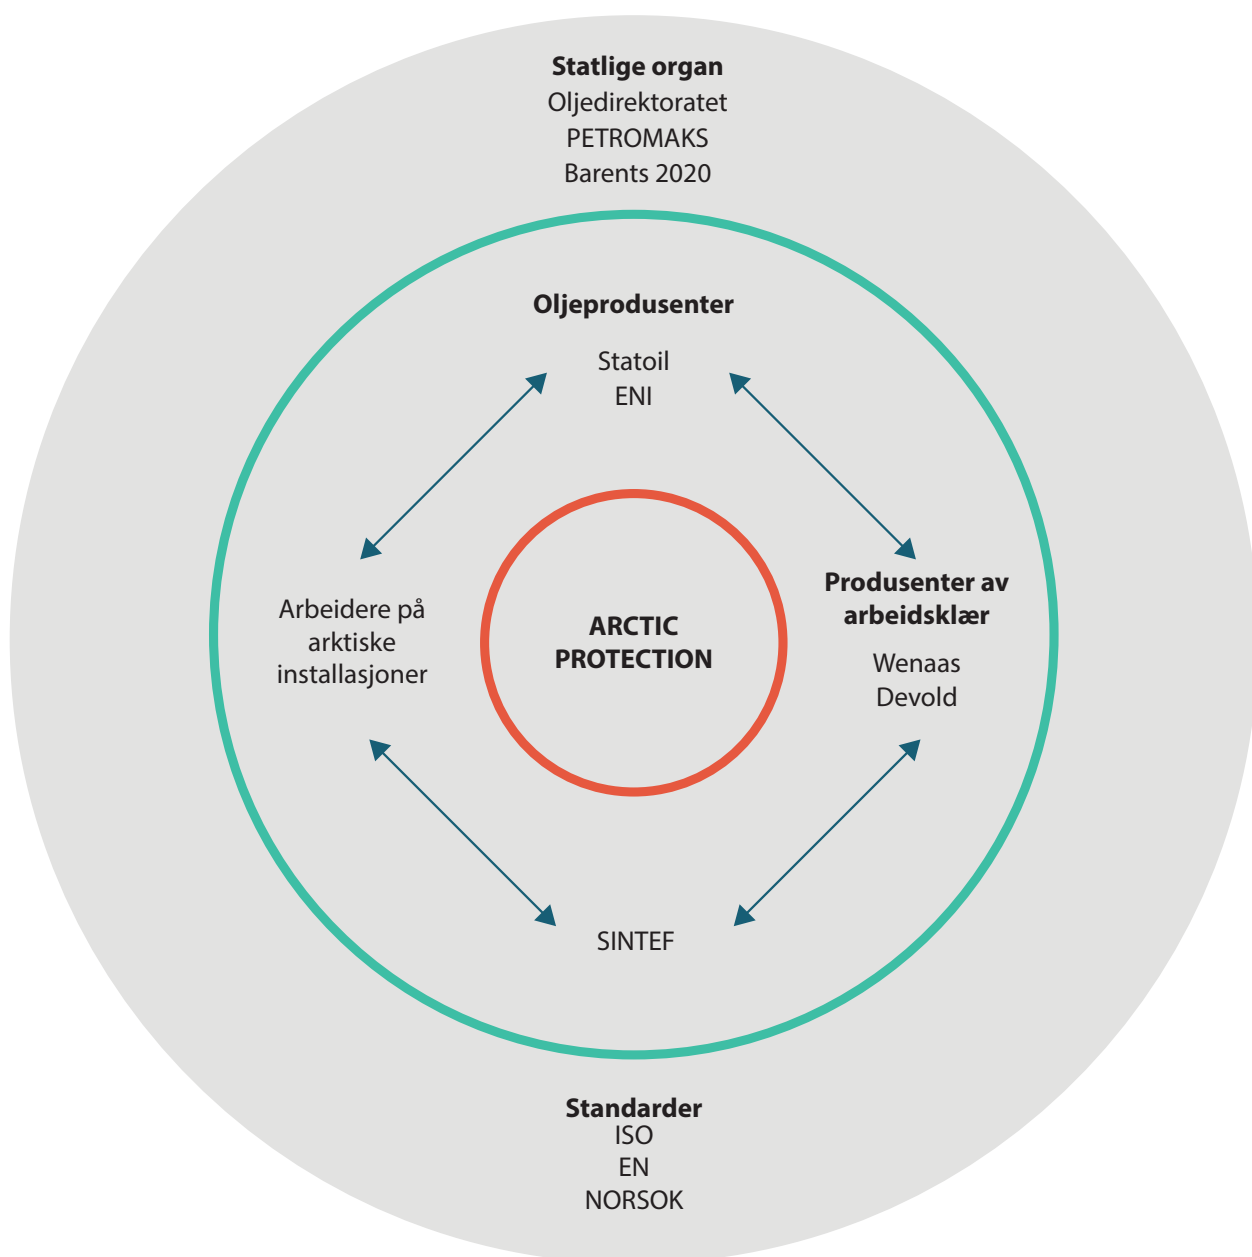 Statlige organ
Oljedirektoratet
PETROMAKS
Barents 2020
Oljeprodusenter
Statoil
ENI
Arbeidere på
arktiske
installasjoner
ARCTIC
PROTECTION
Produsenter av
arbeidsklær
Wenaas
Devold
SINTEF
Standarder
ISO
EN
NORSOK